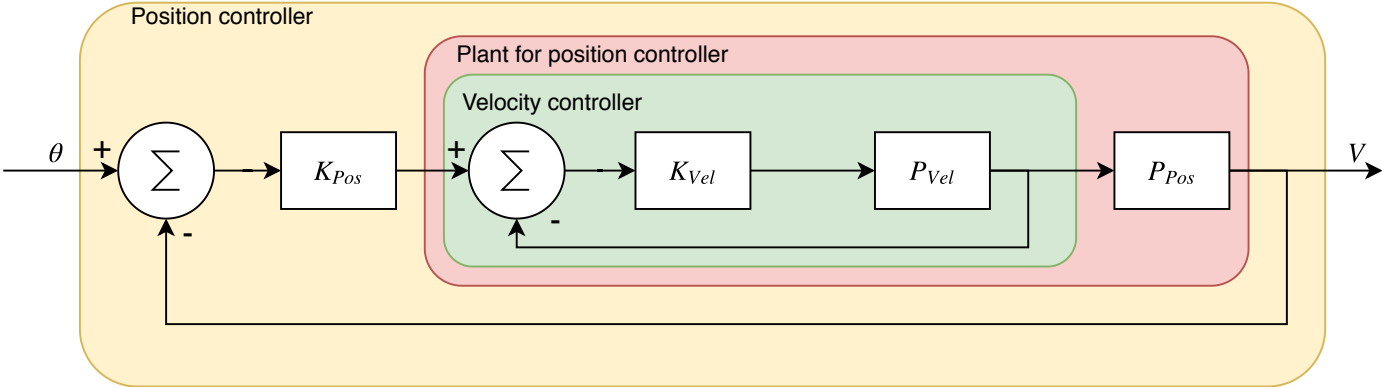 Position controller
Plant for position controller
Velocity controller
θ + ∑ - K_Pos + ∑ - K_Vel P_Vel P_Pos V
- -